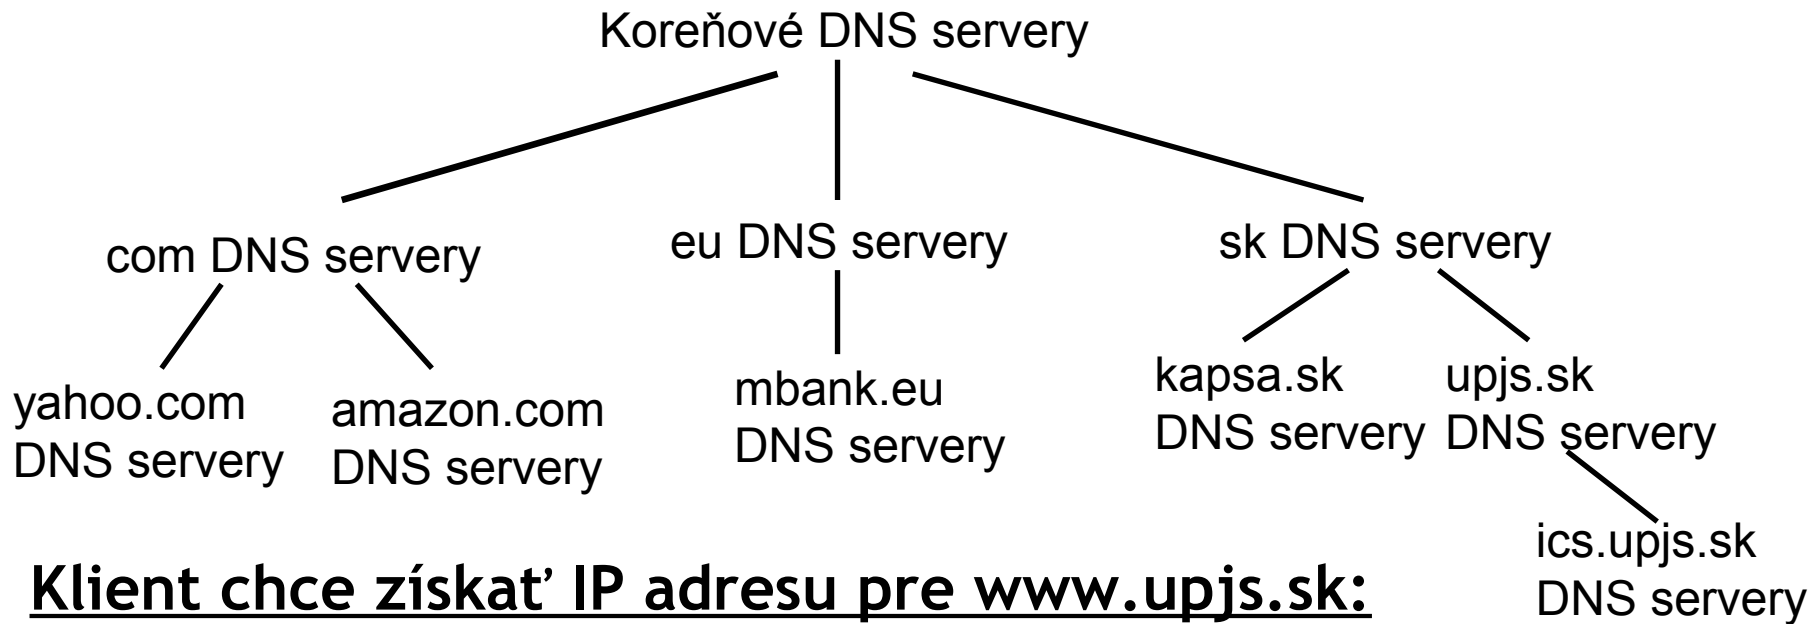 Koreňové DNS servery
com DNS servery
eu DNS servery
sk DNS servery
yahoo.com
DNS servery
amazon.com
DNS servery
mbank.eu
DNS servery
kapsa.sk
DNS servery
upjs.sk
DNS servery
ics.upjs.sk
DNS servery
Klient chce získať IP adresu pre www.upjs.sk: